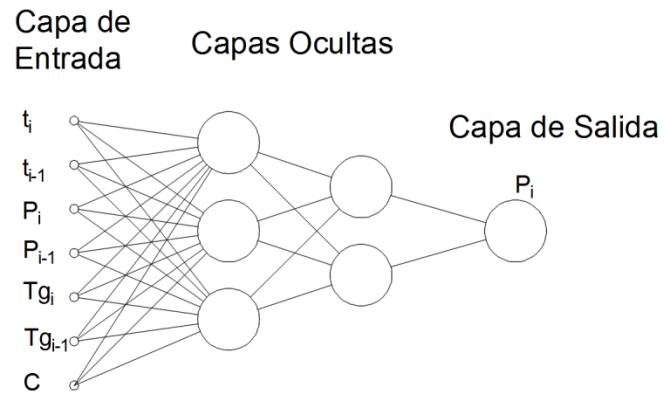 Capa de
Entrada
Capas Ocultas
Capa de Salida
tᵢ
tᵢ₋₁
Pᵢ
Pᵢ₋₁
Tgᵢ
Tgᵢ₋₁
C
Pᵢ